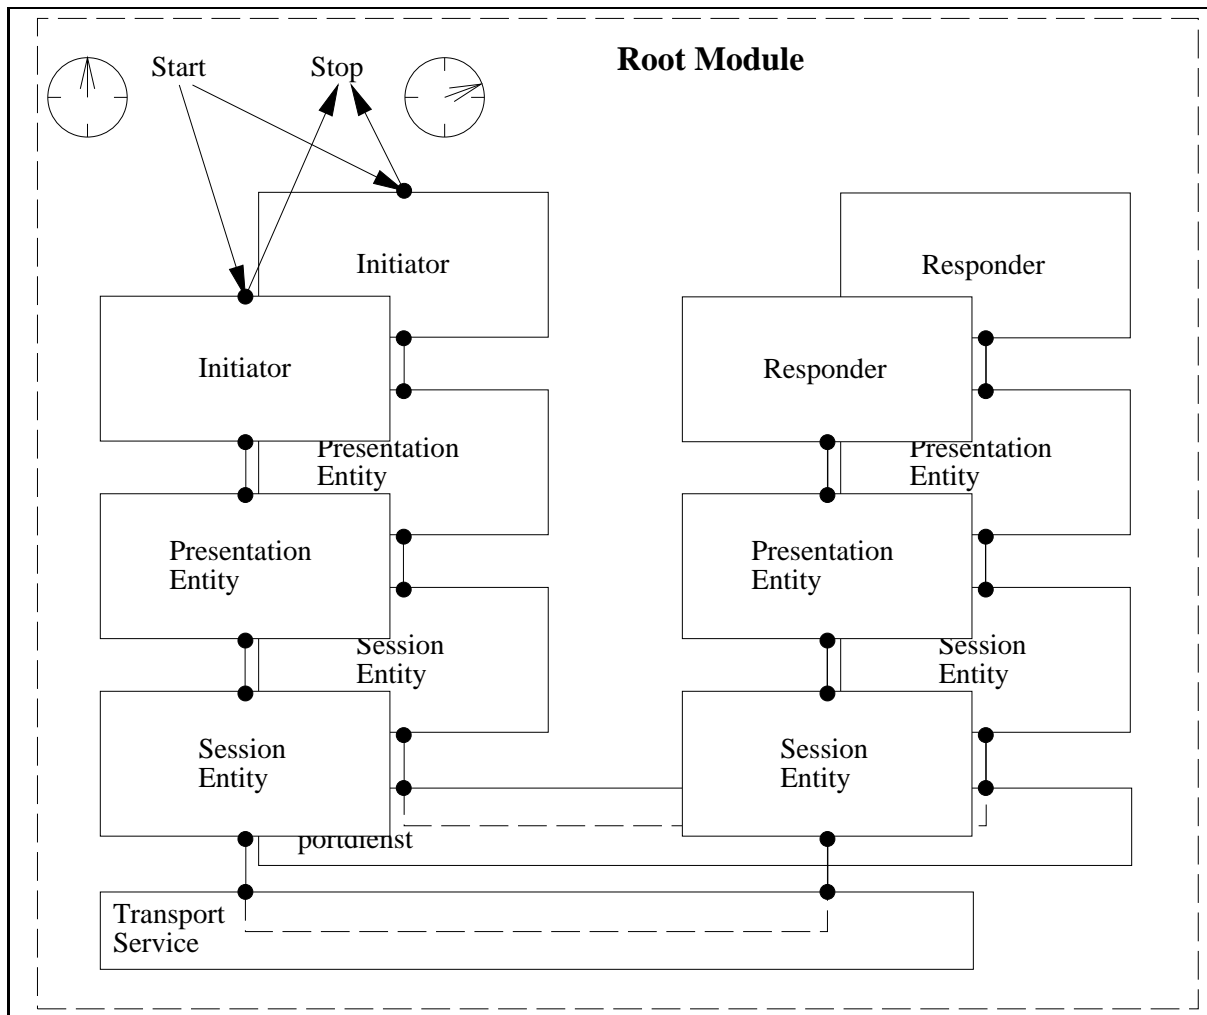 Root Module
Start
Stop
Initiator
Responder
Initiator
Responder
Presentation
Entity
Presentation
Entity
Presentation
Entity
Presentation
Entity
Session
Entity
Session
Entity
Session
Entity
Session
Entity
portdienst
Transport
Service